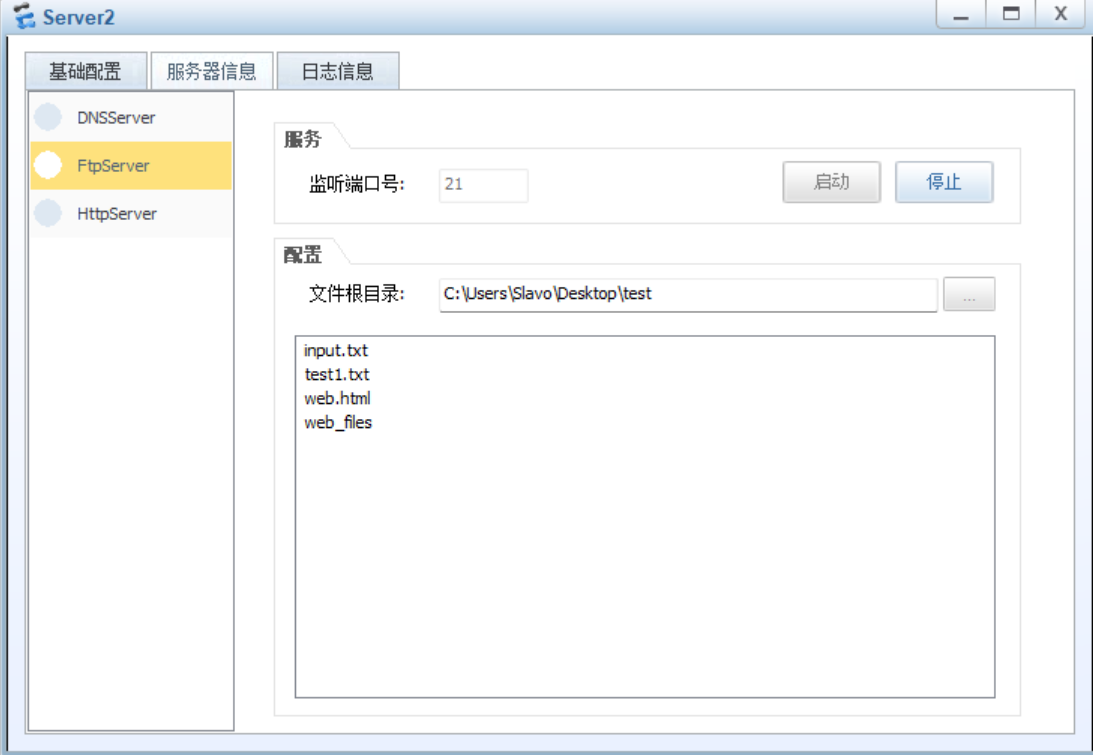 Server2
X
基础配置 服务器信息 日志信息
DNSServer
FtpServer
HttpServer
服务
监听端口号: 21 启动 停止
配置
文件根目录: C:\Users\Slavo\Desktop\test ...
input.txt
test1.txt
web.html
web_files